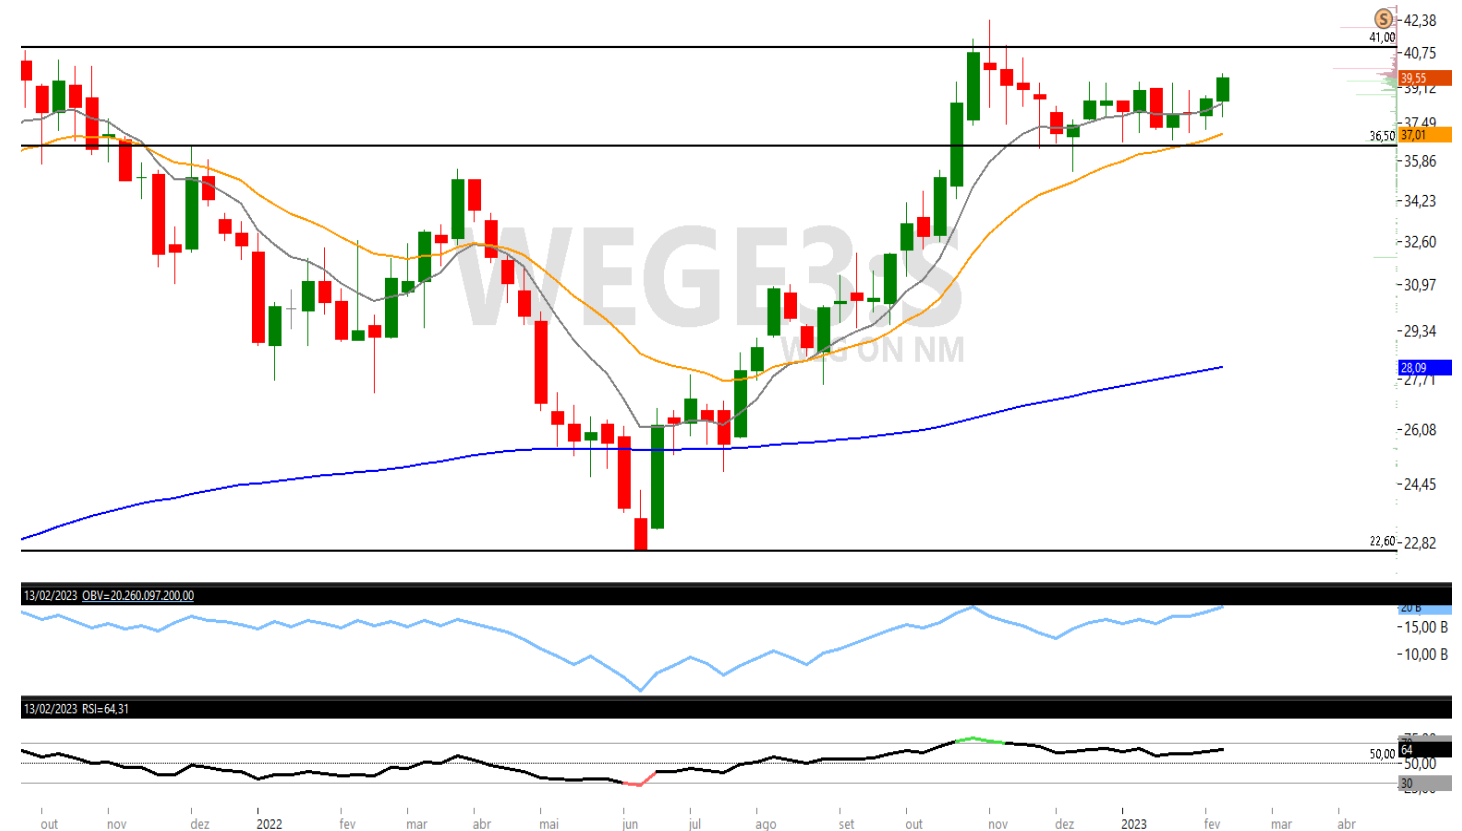 S
42,38
41,00
40,75
39,55
39,12
37,49
36,50
37,01
35,86
34,23
WEGE3:S
32,60
30,97
29,34
WEG ON NM
28,09
27,71
26,08
24,45
22,60
22,82
13/02/2023 OBV=20.260.097.200,00
20 B
15,00 B
10,00 B
13/02/2023 RSI=64,31
50,00
64
50,00
30
out nov dez 2022 fev mar abr mai jun jul ago set out nov dez 2023 fev mar abr